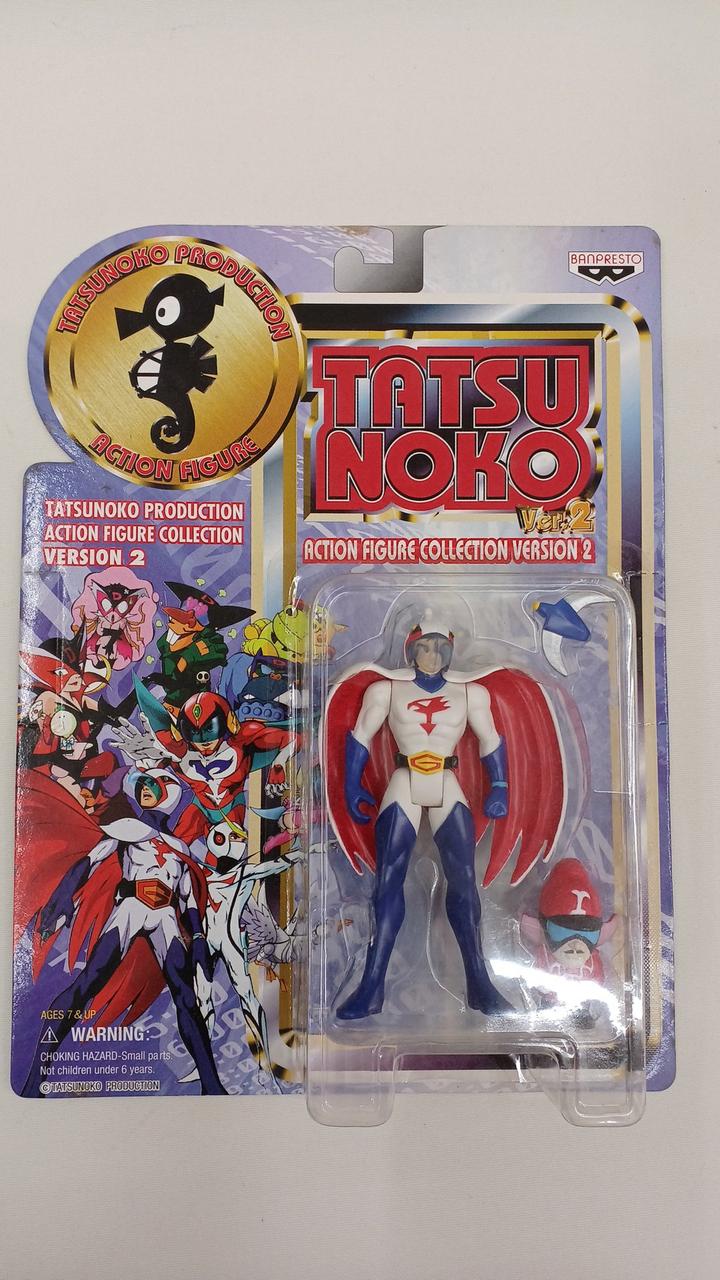 TATSUNOKO PRODUCTION
ACTION FIGURE
BANPRESTO
TATSU
NOKO
Ver.2
ACTION FIGURE COLLECTION VERSION 2
TATSUNOKO PRODUCTION
ACTION FIGURE COLLECTION
VERSION 2
P
G
r
AGES 7 & UP
WARNING:
CHOKING HAZARD-Small parts.
Not children under 6 years.
© TATSUNOKO PRODUCTION